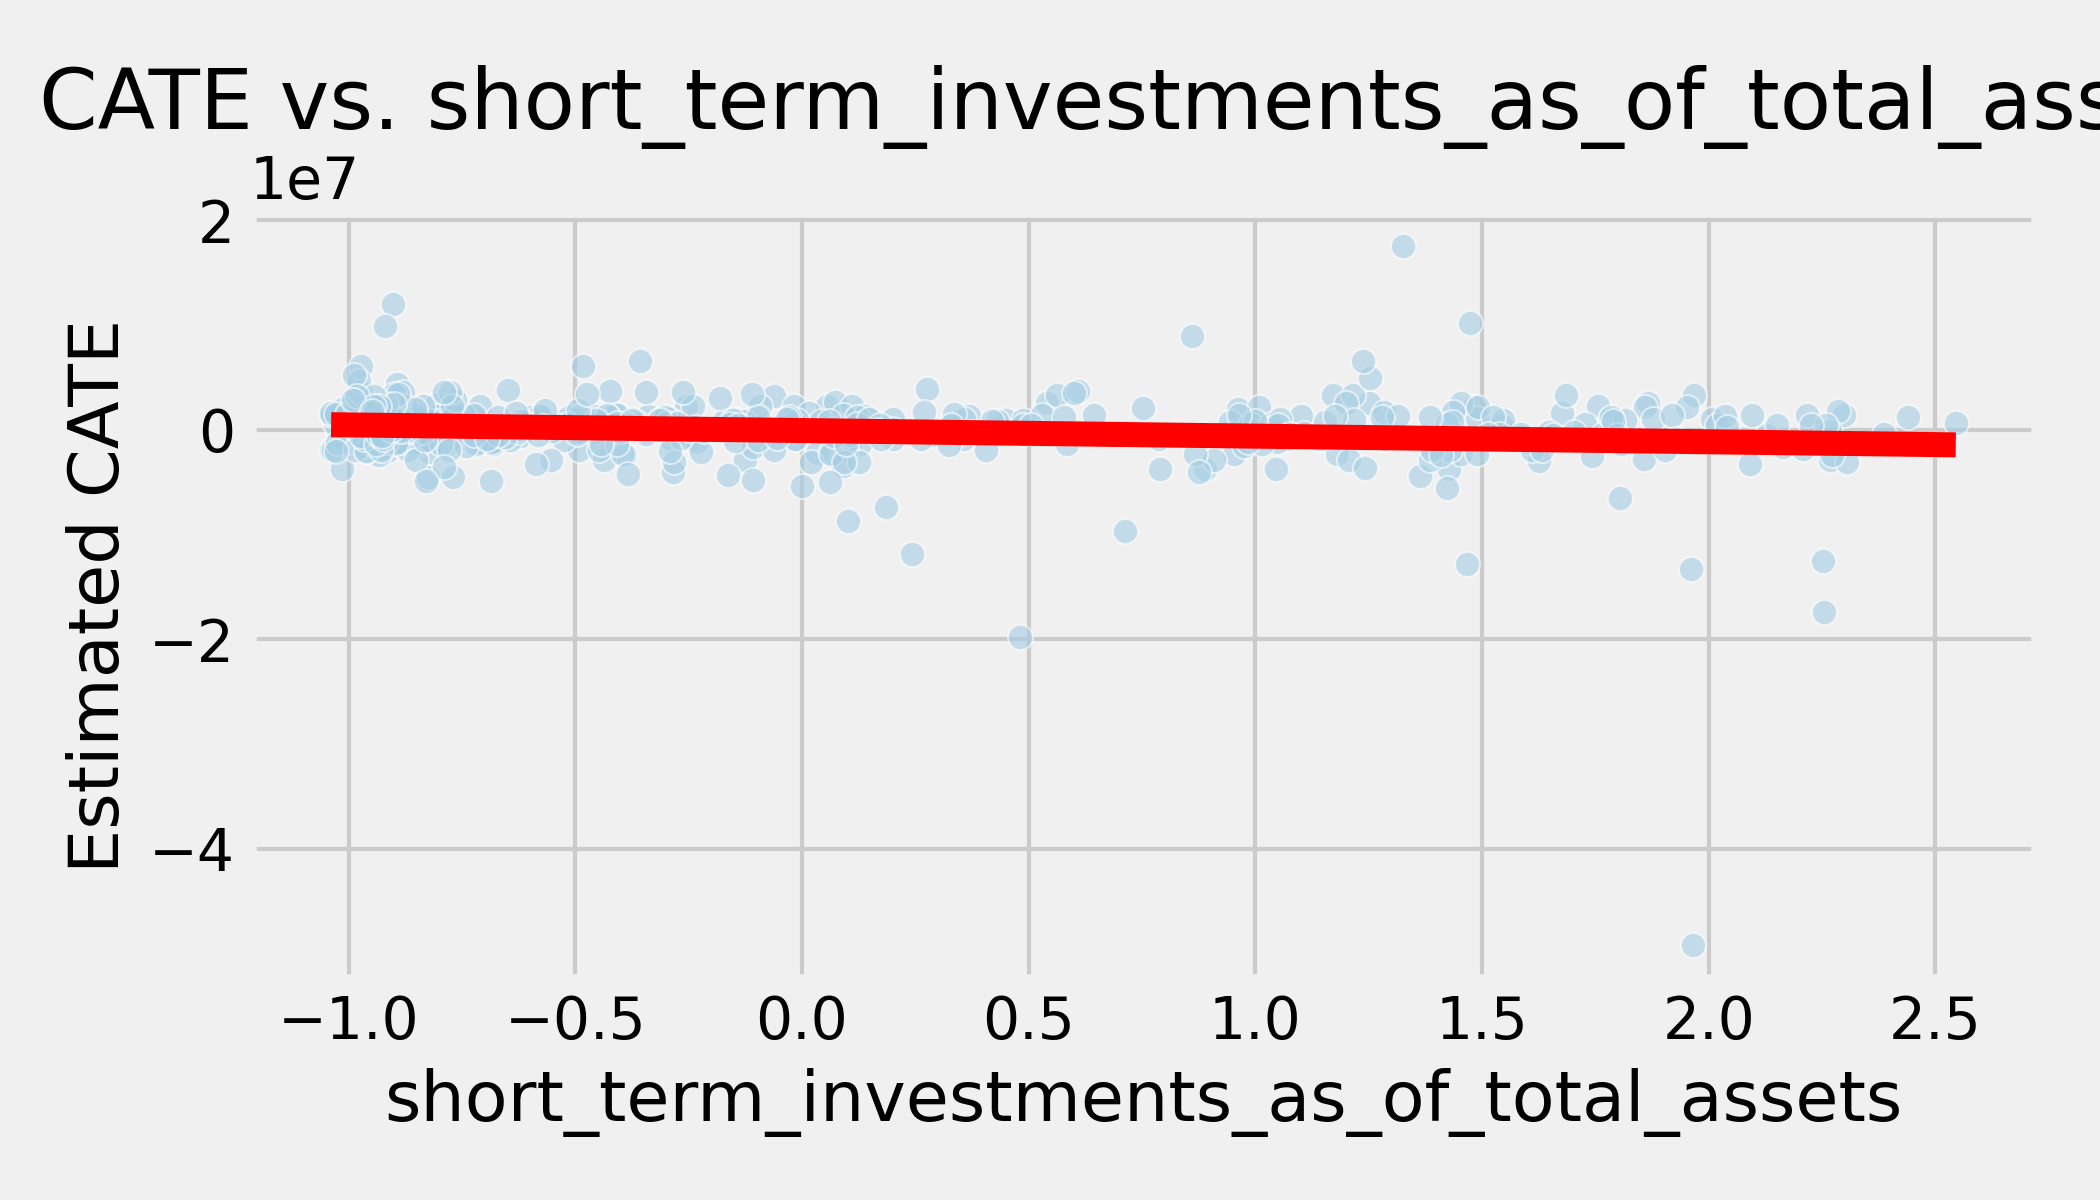 CATE vs. short_term_investments_as_of_total_ass
1e7
2
0
−2
−4
Estimated CATE
−1.0 −0.5 0.0 0.5 1.0 1.5 2.0 2.5
short_term_investments_as_of_total_assets